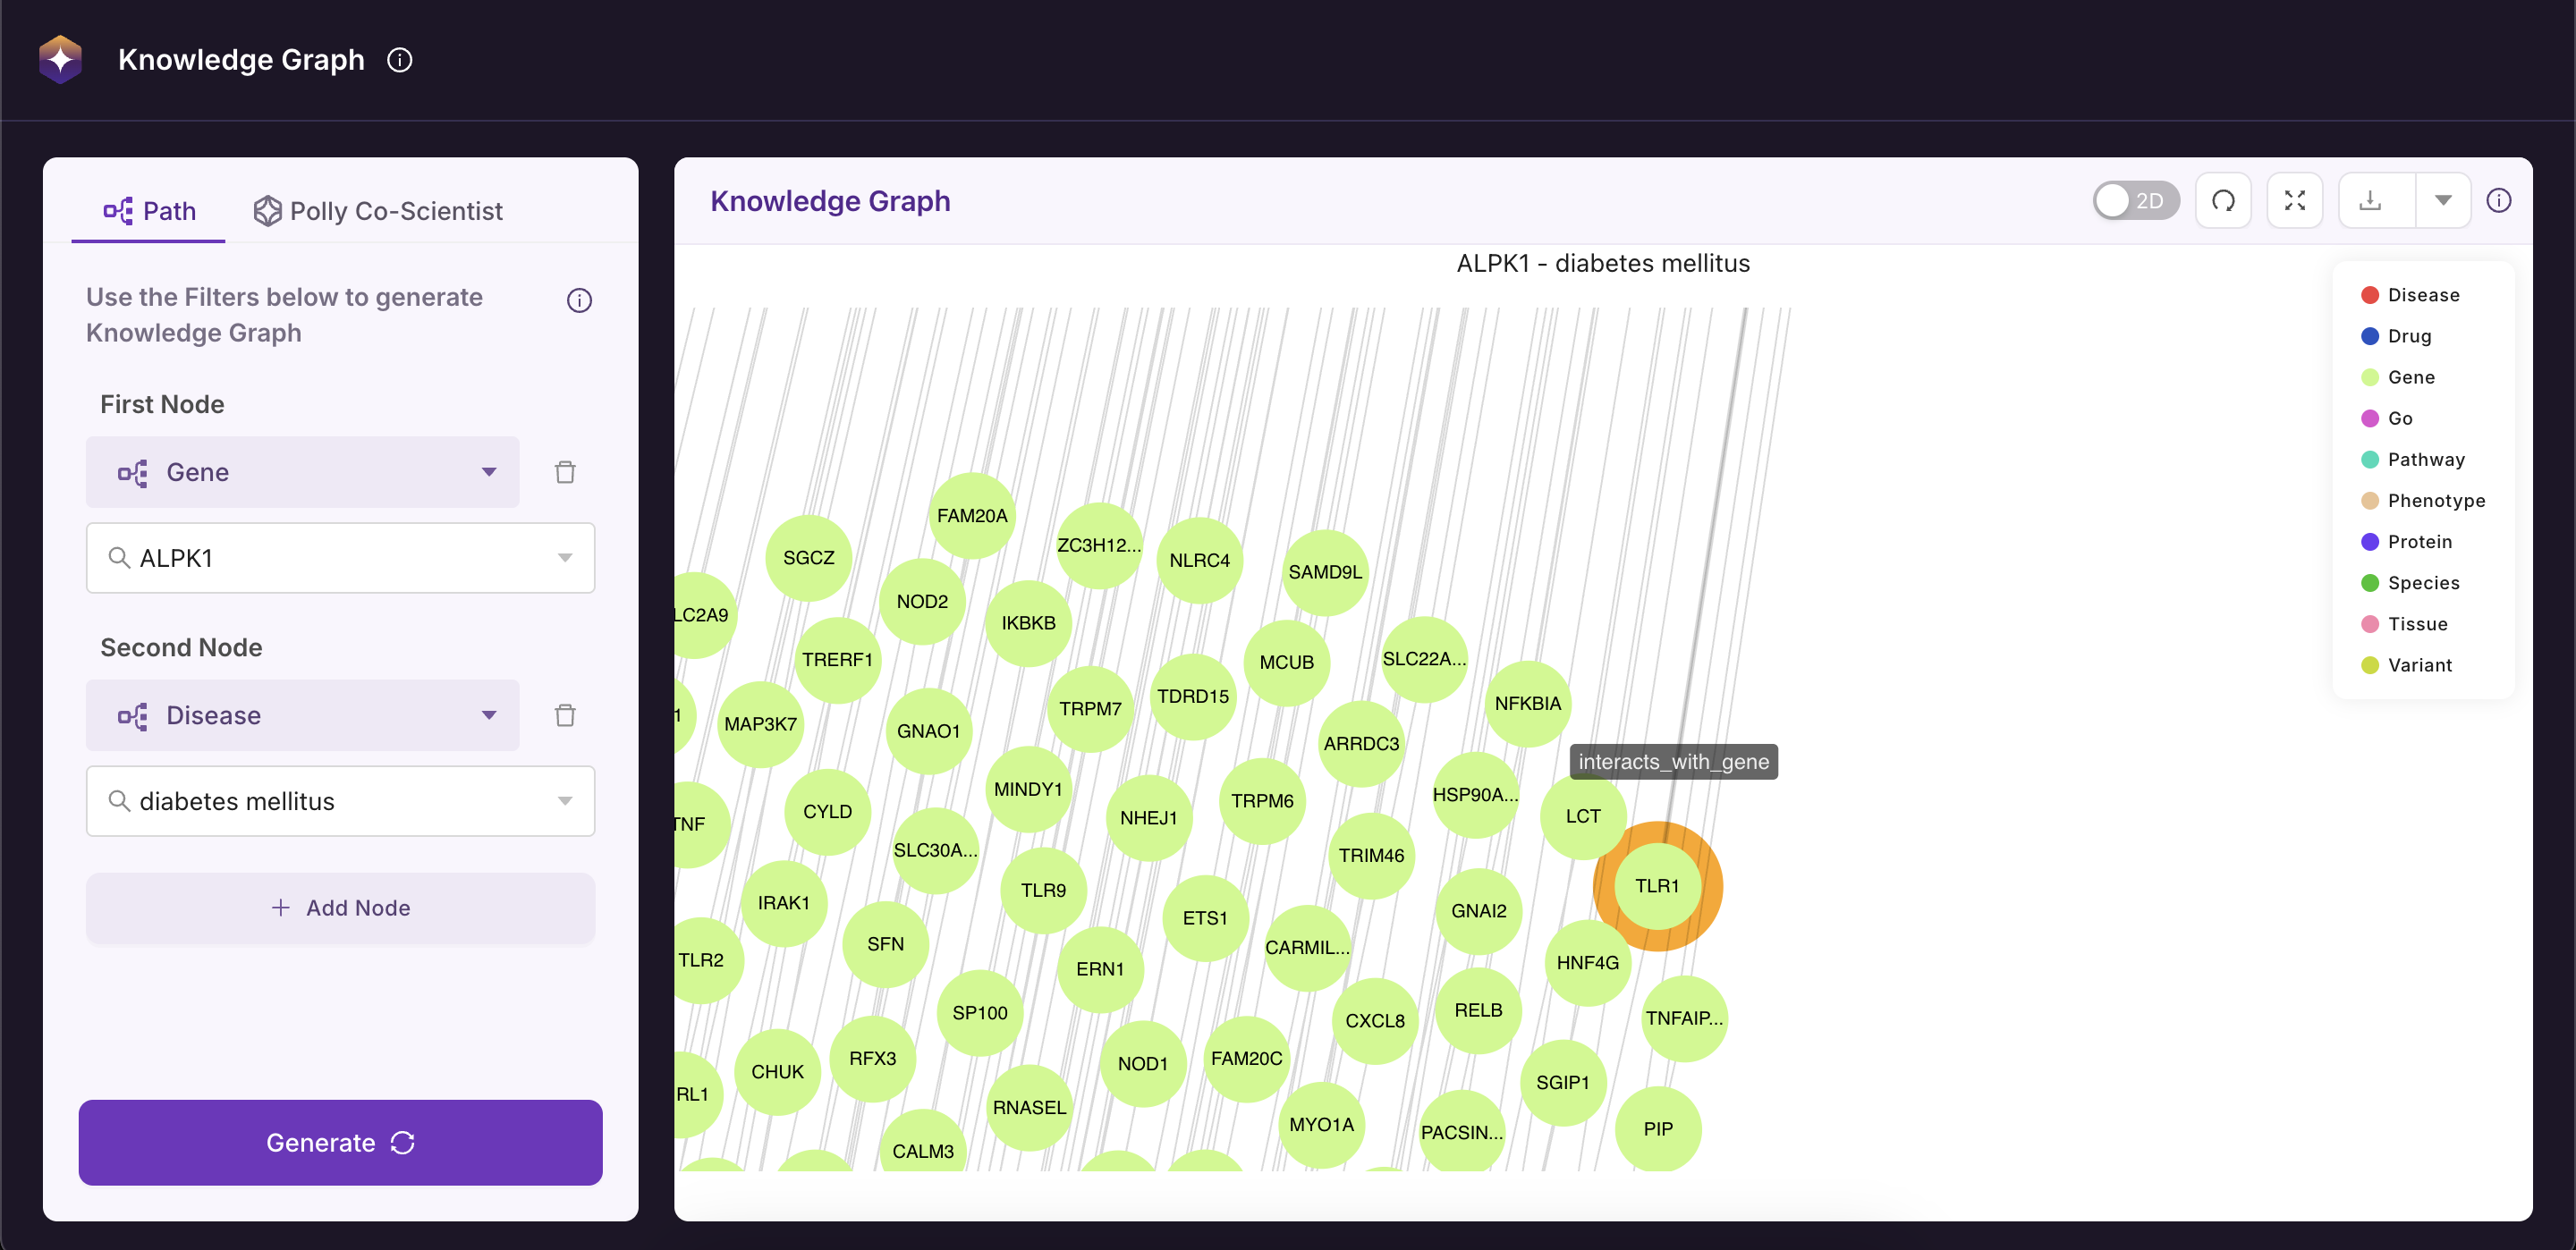 Knowledge Graph
Path
Polly Co-Scientist
Use the Filters below to generate
Knowledge Graph
First Node
Gene
ALPK1
Second Node
Disease
diabetes mellitus
+ Add Node
Generate
Knowledge Graph
2D
ALPK1 - diabetes mellitus
Disease
Drug
Gene
Go
Pathway
Phenotype
Protein
Species
Tissue
Variant
FAM20A
ZC3H12...
SGCZ
NLRC4
SAMD9L
NOD2
LC2A9
IKBKB
TRERF1
SLC22A...
MCUB
TDRD15
NFKBIA
TRPM7
1
MAP3K7
GNAO1
ARRDC3
interacts_with_gene
MINDY1
HSP90A...
TRPM6
CYLD
LCT
NHEJ1
TNF
SLC30A...
TRIM46
TLR1
TLR9
IRAK1
GNAI2
ETS1
SFN
CARMIL...
TLR2
HNF4G
ERN1
RELB
SP100
TNFAIP...
CXCL8
RFX3
FAM20C
NOD1
CHUK
SGIP1
RL1
RNASEL
MYO1A
PIP
PACSIN...
CALM3